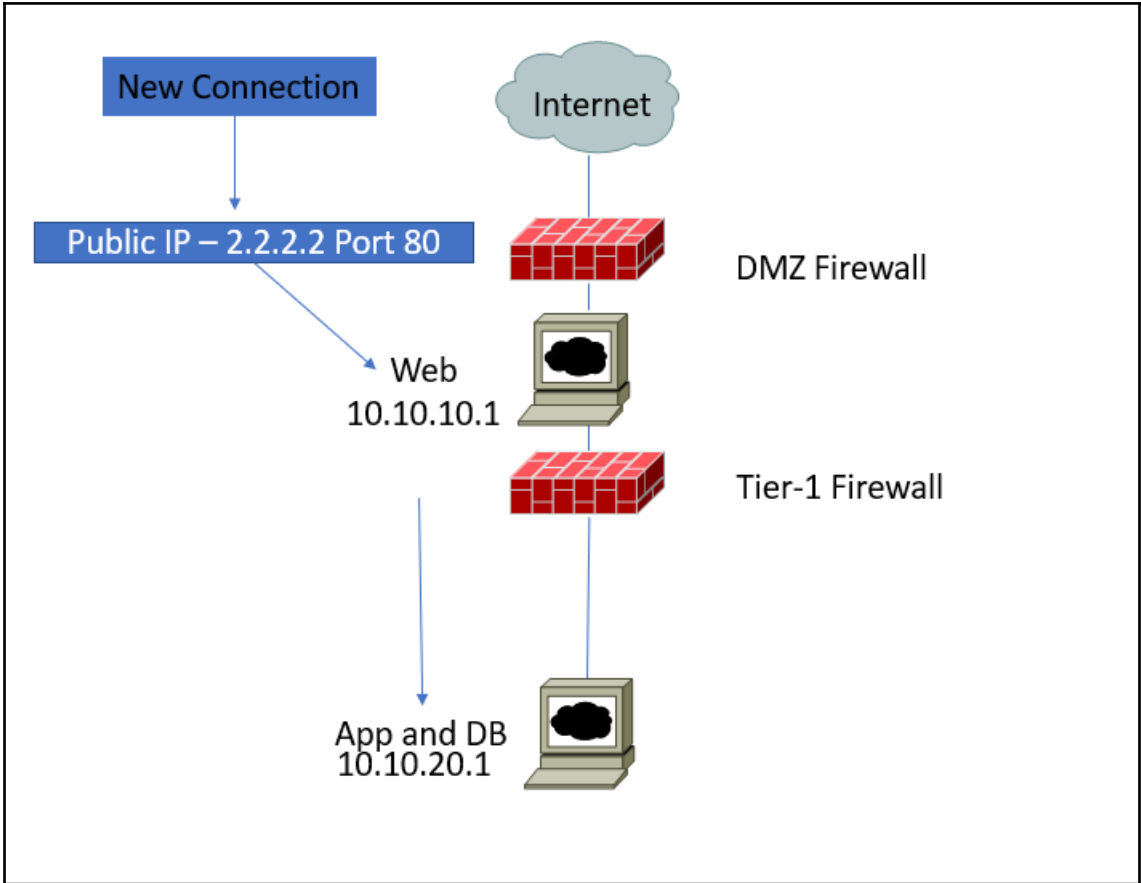 New Connection
Internet
Public IP – 2.2.2.2 Port 80
DMZ Firewall
Web
10.10.10.1
Tier-1 Firewall
App and DB
10.10.20.1